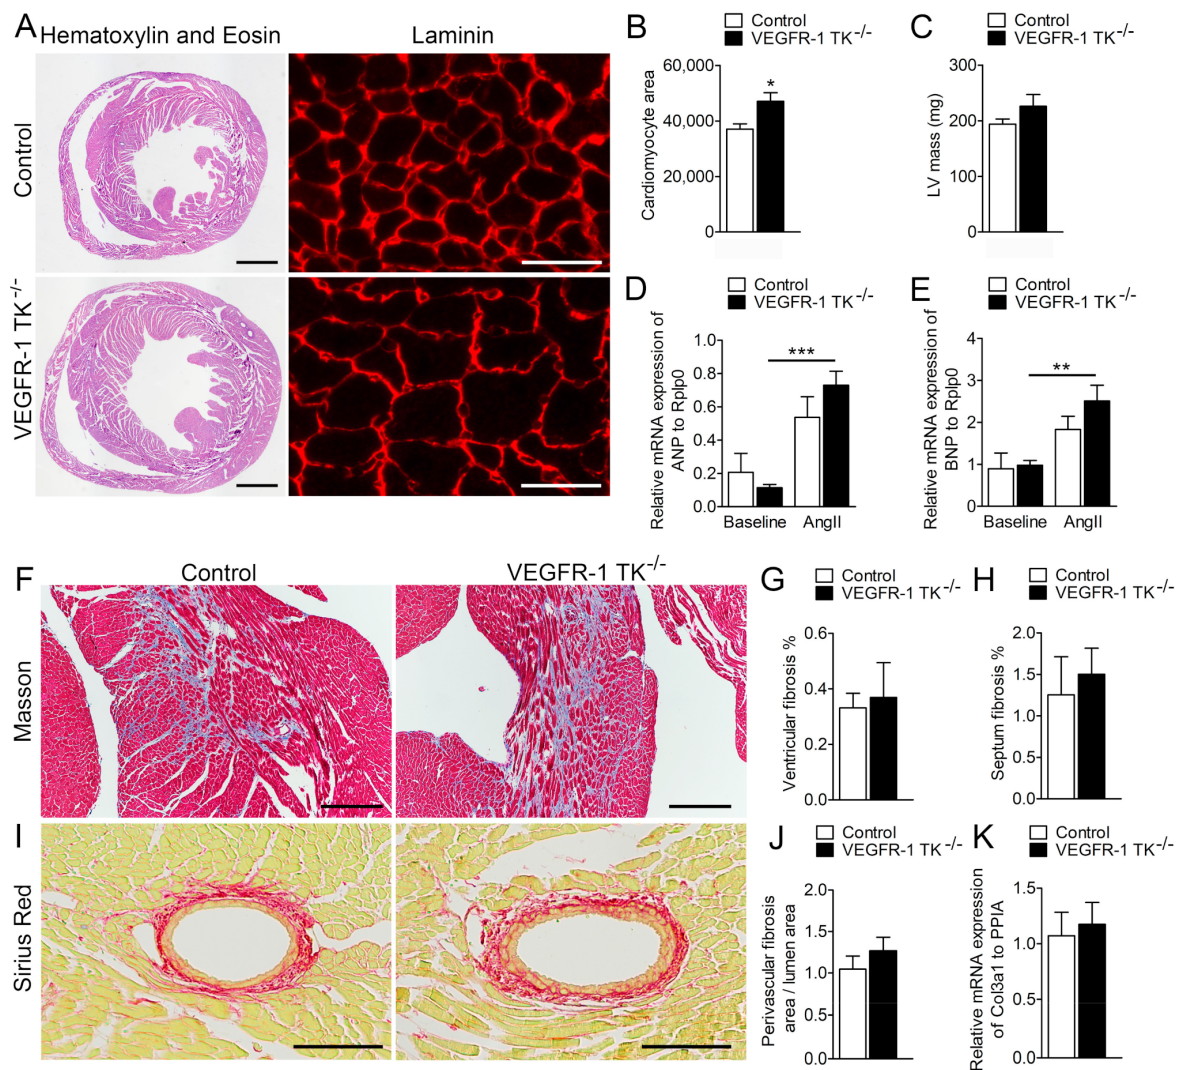 A
Hematoxylin and Eosin
Laminin
Control
VEGFR-1 TK-/-
B
Control
VEGFR-1 TK-/-
Cardiomyocyte area
60,000
40,000
20,000
0
*
C
Control
VEGFR-1 TK-/-
LV mass (mg)
300
200
100
0
D
Control
VEGFR-1 TK-/-
Relative mRNA expression of
ANP to Rplp0
1.0
0.8
0.6
0.4
0.2
0.0
***
Baseline
AngII
E
Control
VEGFR-1 TK-/-
Relative mRNA expression of
BNP to Rplp0
4
3
2
1
0
**
Baseline
AngII
F
Control
VEGFR-1 TK-/-
Masson
G
Control
VEGFR-1 TK-/-
Ventricular fibrosis %
0.6
0.4
0.2
0.0
H
Control
VEGFR-1 TK-/-
Septum fibrosis %
2.0
1.5
1.0
0.5
0.0
I
Sirius Red
J
Control
VEGFR-1 TK-/-
Perivascular fibrosis
area / lumen area
2.0
1.5
1.0
0.5
0.0
K
Control
VEGFR-1 TK-/-
Relative mRNA expression
of Col3a1 to PPIA
1.5
1.0
0.5
0.0